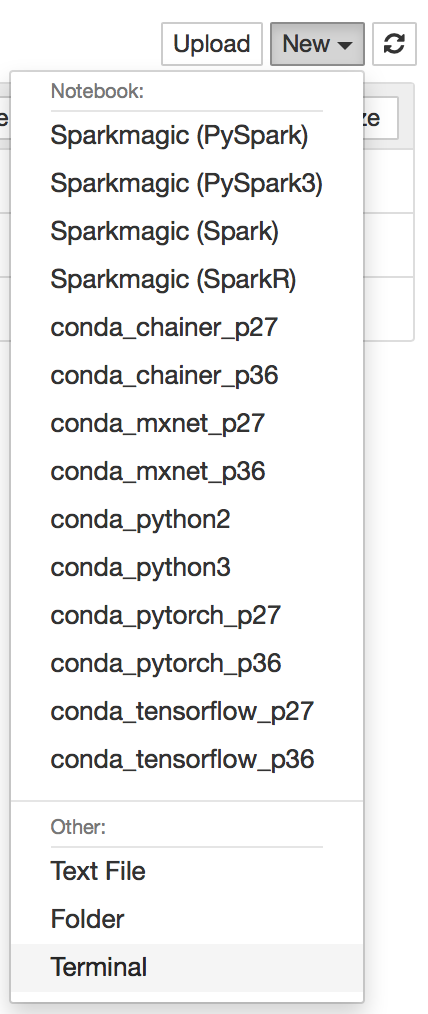 Upload New
Notebook:
e ze
Sparkmagic (PySpark)
Sparkmagic (PySpark3)
Sparkmagic (Spark)
Sparkmagic (SparkR)
conda_chainer_p27
conda_chainer_p36
conda_mxnet_p27
conda_mxnet_p36
conda_python2
conda_python3
conda_pytorch_p27
conda_pytorch_p36
conda_tensorflow_p27
conda_tensorflow_p36
Other:
Text File
Folder
Terminal